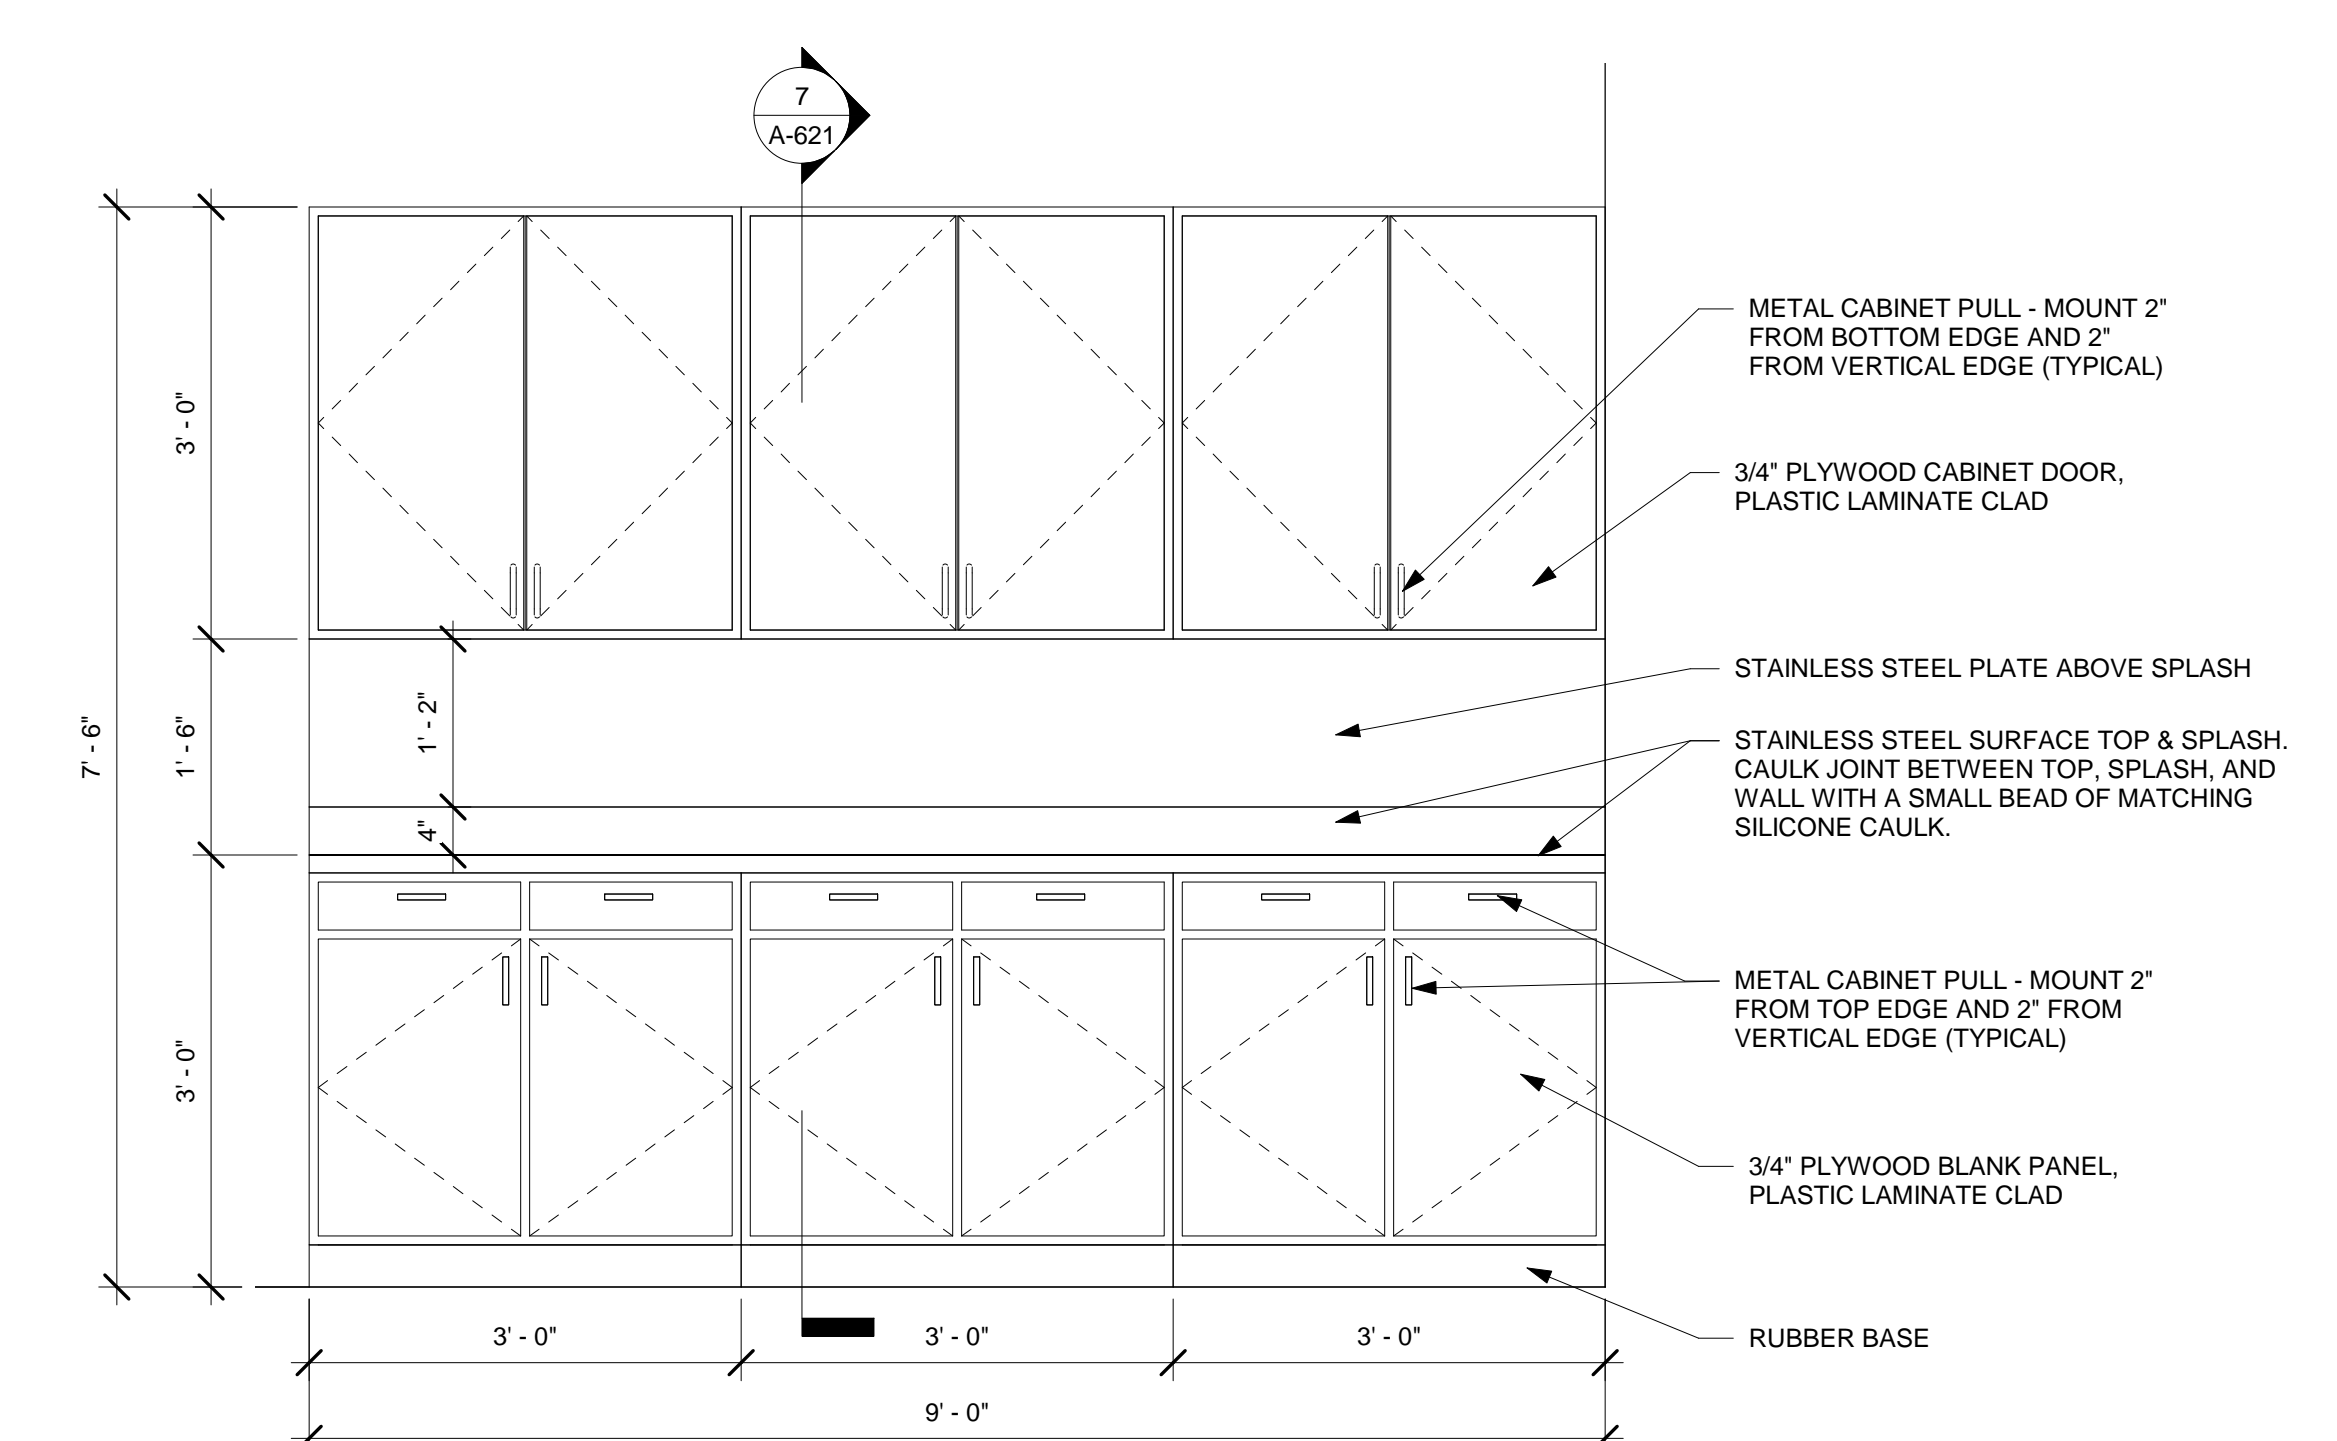 7
A-621
METAL CABINET PULL - MOUNT 2"
FROM BOTTOM EDGE AND 2"
FROM VERTICAL EDGE (TYPICAL)
3' - 0"
3/4" PLYWOOD CABINET DOOR,
PLASTIC LAMINATE CLAD
STAINLESS STEEL PLATE ABOVE SPLASH
7' - 6"
1' - 6"
1' - 2"
4"
STAINLESS STEEL SURFACE TOP & SPLASH.
CAULK JOINT BETWEEN TOP, SPLASH, AND
WALL WITH A SMALL BEAD OF MATCHING
SILICONE CAULK.
METAL CABINET PULL - MOUNT 2"
FROM TOP EDGE AND 2" FROM
VERTICAL EDGE (TYPICAL)
3' - 0"
3/4" PLYWOOD BLANK PANEL,
PLASTIC LAMINATE CLAD
RUBBER BASE
3' - 0"
3' - 0"
3' - 0"
9' - 0"